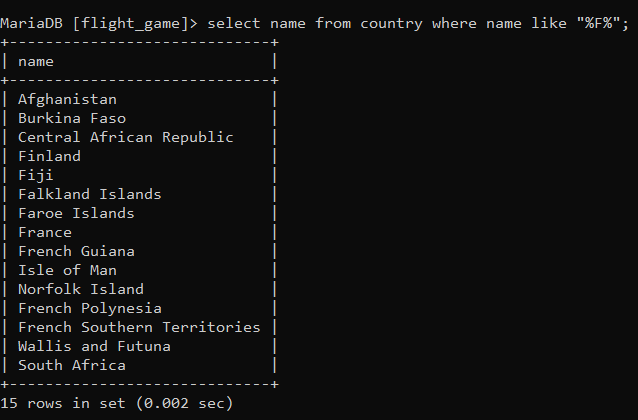 MariaDB [flight_game]> select name from country where name like "%F%";
+-----------------------------+
| name                        |
+-----------------------------+
| Afghanistan                 |
| Burkina Faso                |
| Central African Republic    |
| Finland                     |
| Fiji                        |
| Falkland Islands            |
| Faroe Islands               |
| France                      |
| French Guiana               |
| Isle of Man                 |
| Norfolk Island              |
| French Polynesia            |
| French Southern Territories |
| Wallis and Futuna           |
| South Africa                |
+-----------------------------+
15 rows in set (0.002 sec)